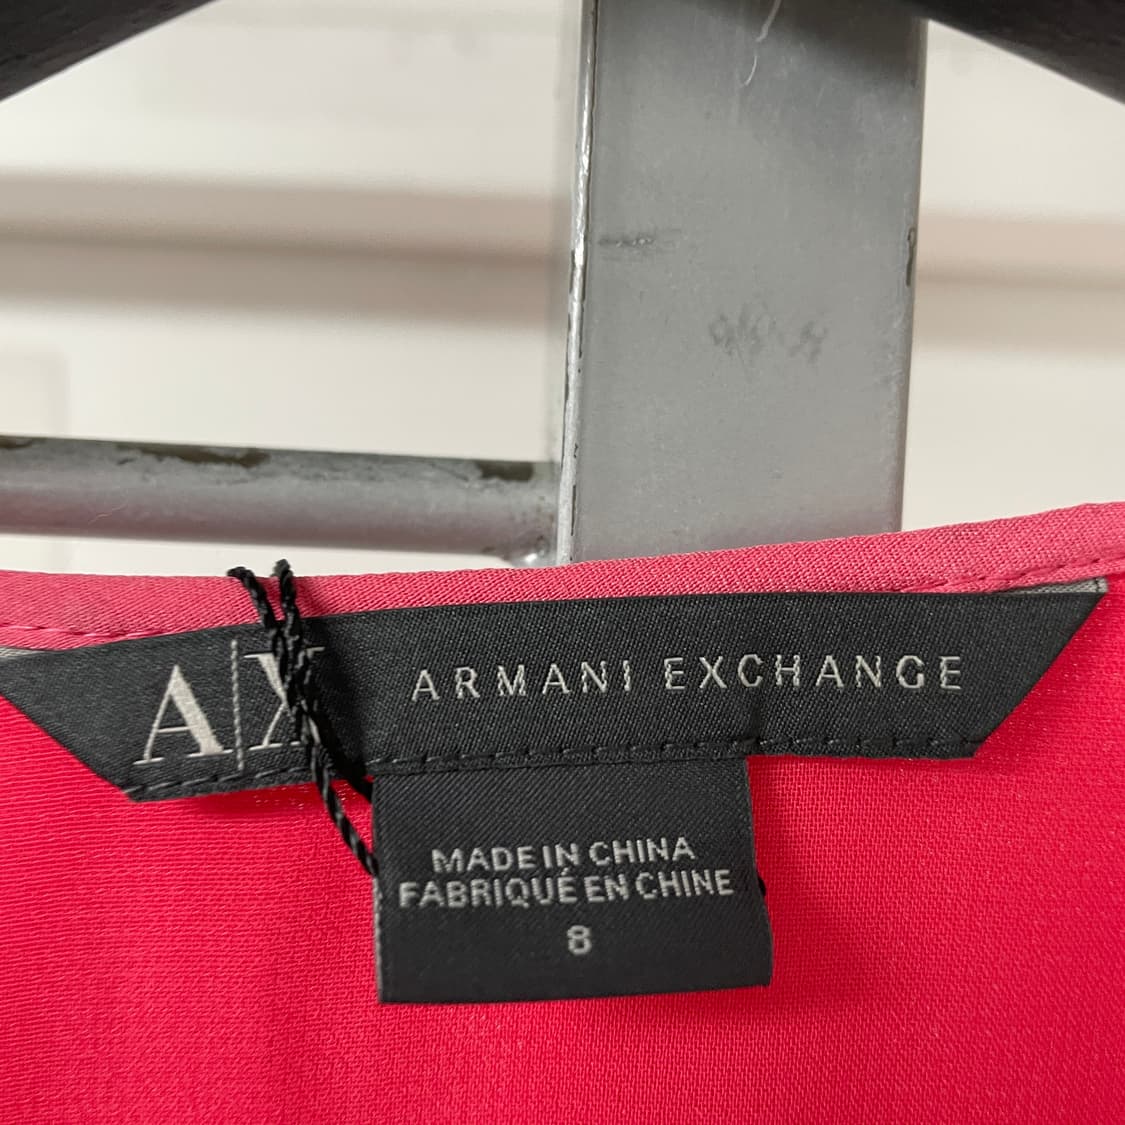 A|X ARMANI EXCHANGE
MADE IN CHINA
FABRIQUÉ EN CHINE
8